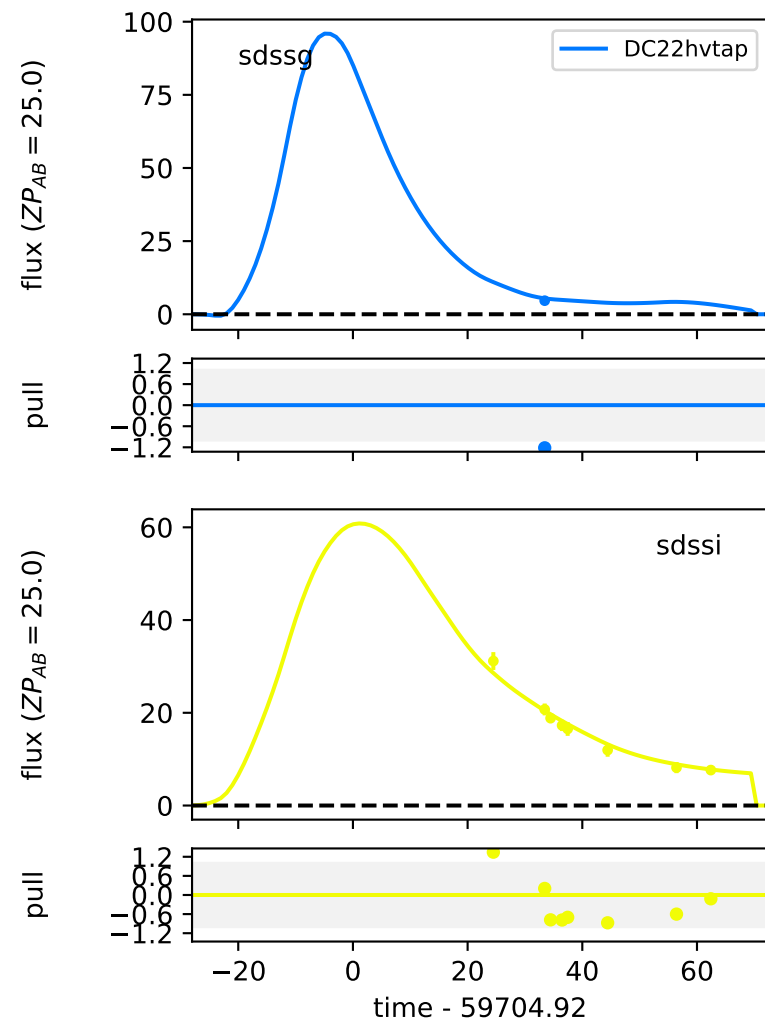 100
75
50
25
0
flux (ZP_AB = 25.0)
sdssg
DC22hvtap
1.2
0.6
0.0
−0.6
−1.2
pull
60
40
20
0
flux (ZP_AB = 25.0)
sdssi
1.2
0.6
0.0
−0.6
−1.2
pull
−20 0 20 40 60
time - 59704.92